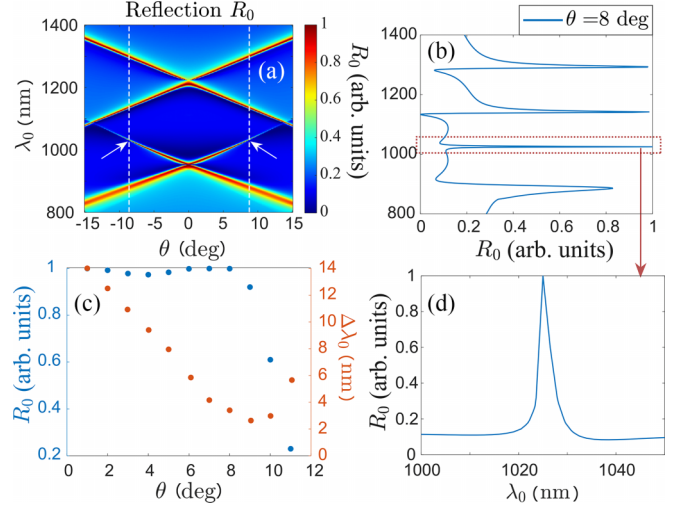 Reflection R₀
1400
1200
1000
800
λ₀ (nm)
(a)
-15 -10 -5 0 5 10 15
θ (deg)
1
0.8
0.6
0.4
0.2
0
R₀ (arb. units)
θ =8 deg
(b)
1400
1200
1000
800
0 0.2 0.4 0.6 0.8 1
R₀ (arb. units)
(c)
1
0.8
0.6
0.4
0.2
R₀ (arb. units)
14
12
10
8
6
4
2
0
Δλ₀ (nm)
0 2 4 6 8 10 12
θ (deg)
(d)
1
0.8
0.6
0.4
0.2
0
R₀ (arb. units)
1000 1020 1040
λ₀ (nm)